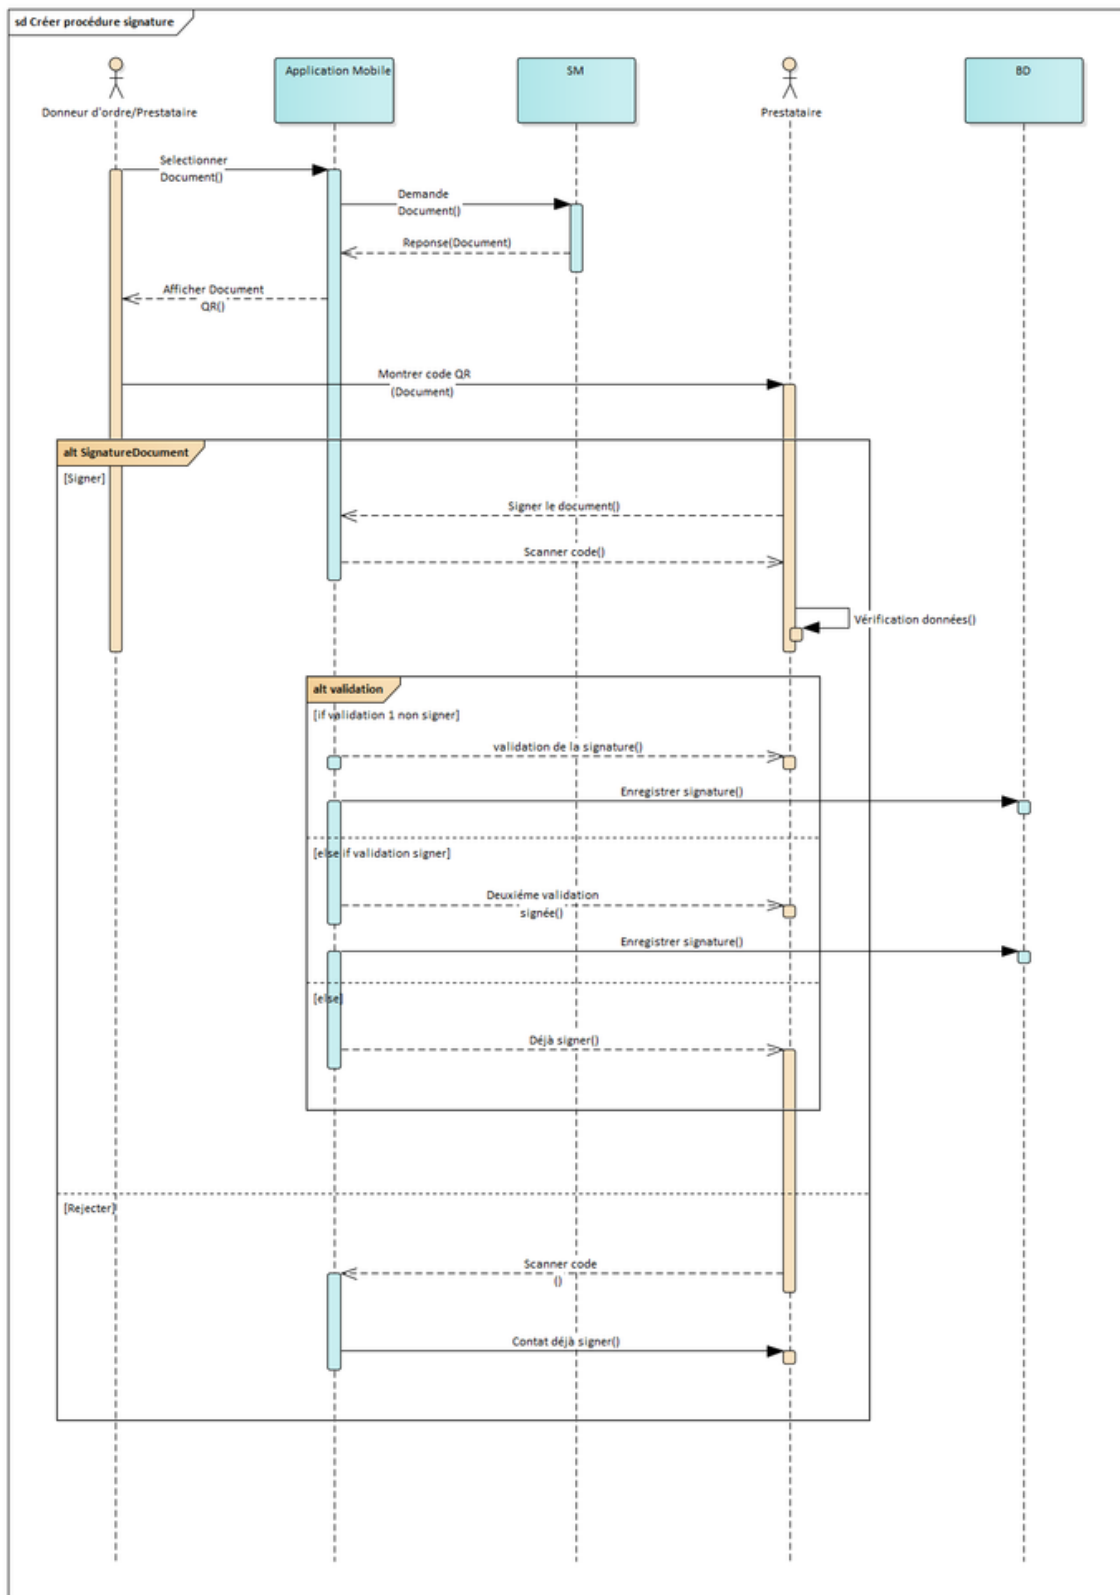 sd Créer procédure signature
Application Mobile
SM
BD
Donneur d'ordre/Prestataire
Prestataire
Selectionner
Document()
Demande
Document()
Reponse(Document)
Afficher Document
QR()
Montrer code QR
(Document)
alt SignatureDocument
[Signer]
Signer le document()
Scanner code()
Vérification données()
alt validation
[if validation 1 non signer]
validation de la signature()
Enregistrer signature()
[else if validation signer]
Deuxiéme validation
signée()
Enregistrer signature()
[else]
Déjà signer()
[Rejecter]
Scanner code
()
Contat déjà signer()